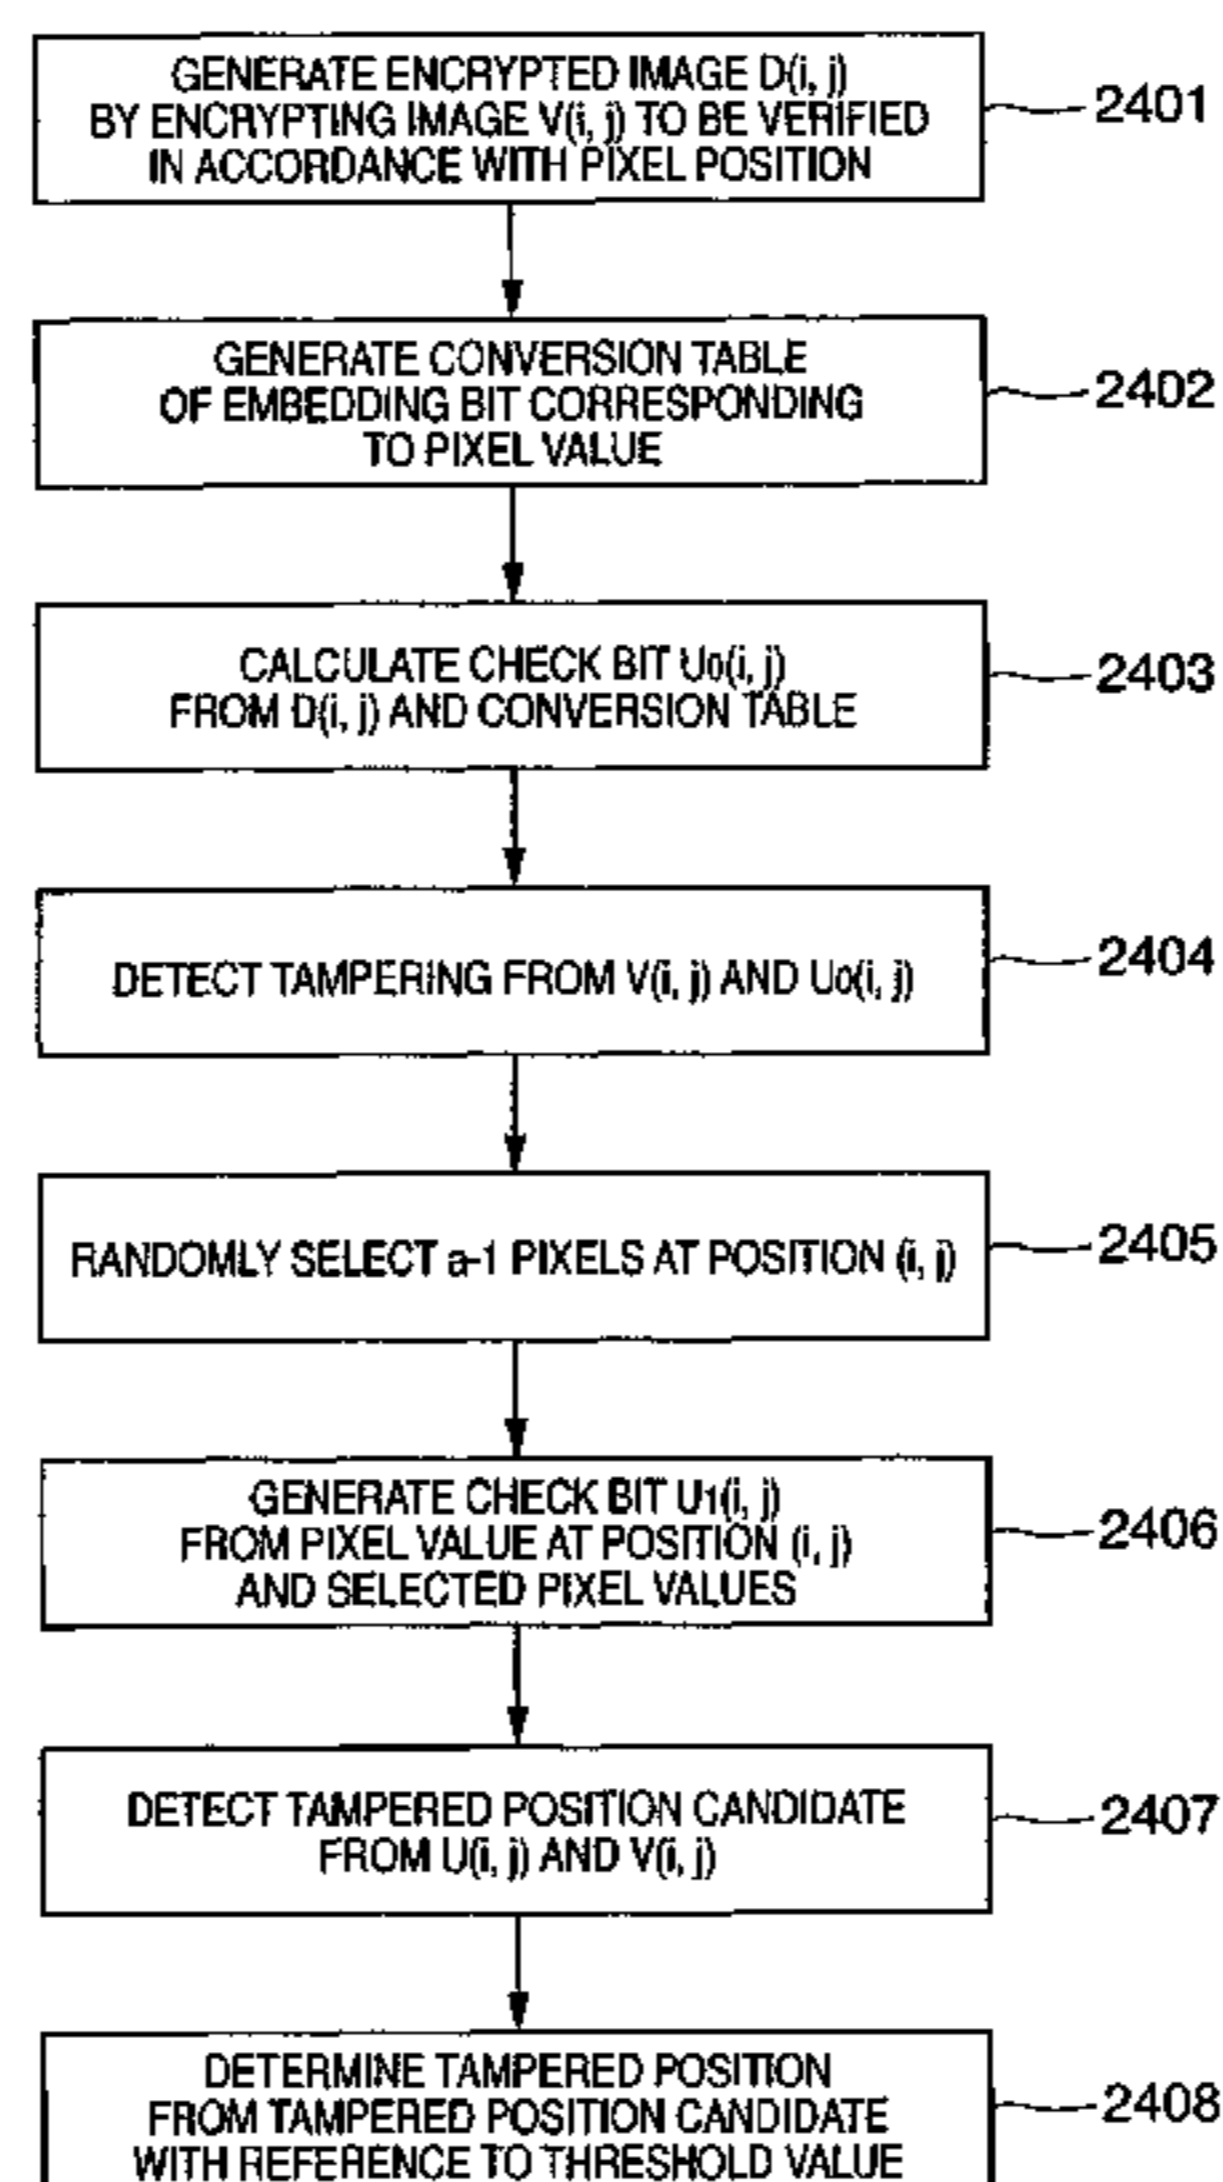 GENERATE ENCRYPTED IMAGE D(i, j)
BY ENCRYPTING IMAGE V(i, j) TO BE VERIFIED
IN ACCORDANCE WITH PIXEL POSITION
2401
GENERATE CONVERSION TABLE
OF EMBEDDING BIT CORRESPONDING
TO PIXEL VALUE
2402
CALCULATE CHECK BIT U0(i, j)
FROM D(i, j) AND CONVERSION TABLE
2403
DETECT TAMPERING FROM V(i, j) AND U0(i, j)
2404
RANDOMLY SELECT a-1 PIXELS AT POSITION (i, j)
2405
GENERATE CHECK BIT U1(i, j)
FROM PIXEL VALUE AT POSITION (i, j)
AND SELECTED PIXEL VALUES
2406
DETECT TAMPERED POSITION CANDIDATE
FROM U(i, j) AND V(i, j)
2407
DETERMINE TAMPERED POSITION
FROM TAMPERED POSITION CANDIDATE
WITH REFERENCE TO THRESHOLD VALUE
2408